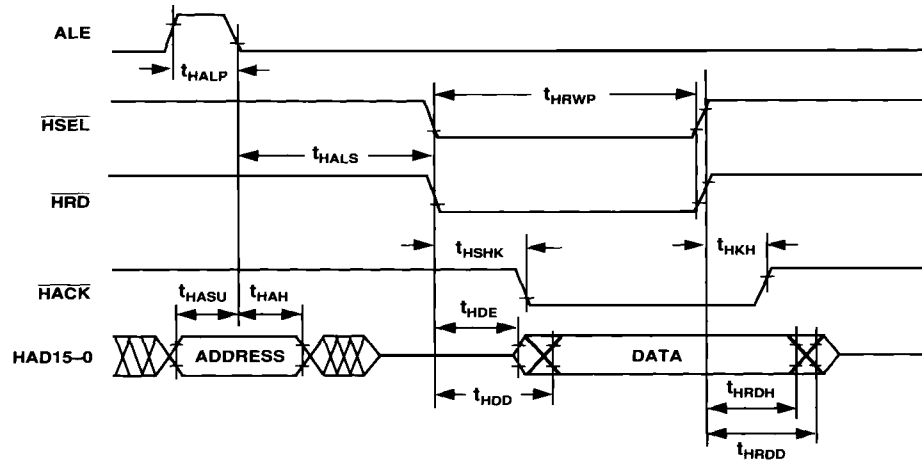 ALE
tHALP
tHRWP
HSEL
tHALS
HRD
tHSHK
tHKH
HACK
tHASU
tHAH
tHDE
HAD15–0
ADDRESS
DATA
tHDD
tHRDH
tHRDD